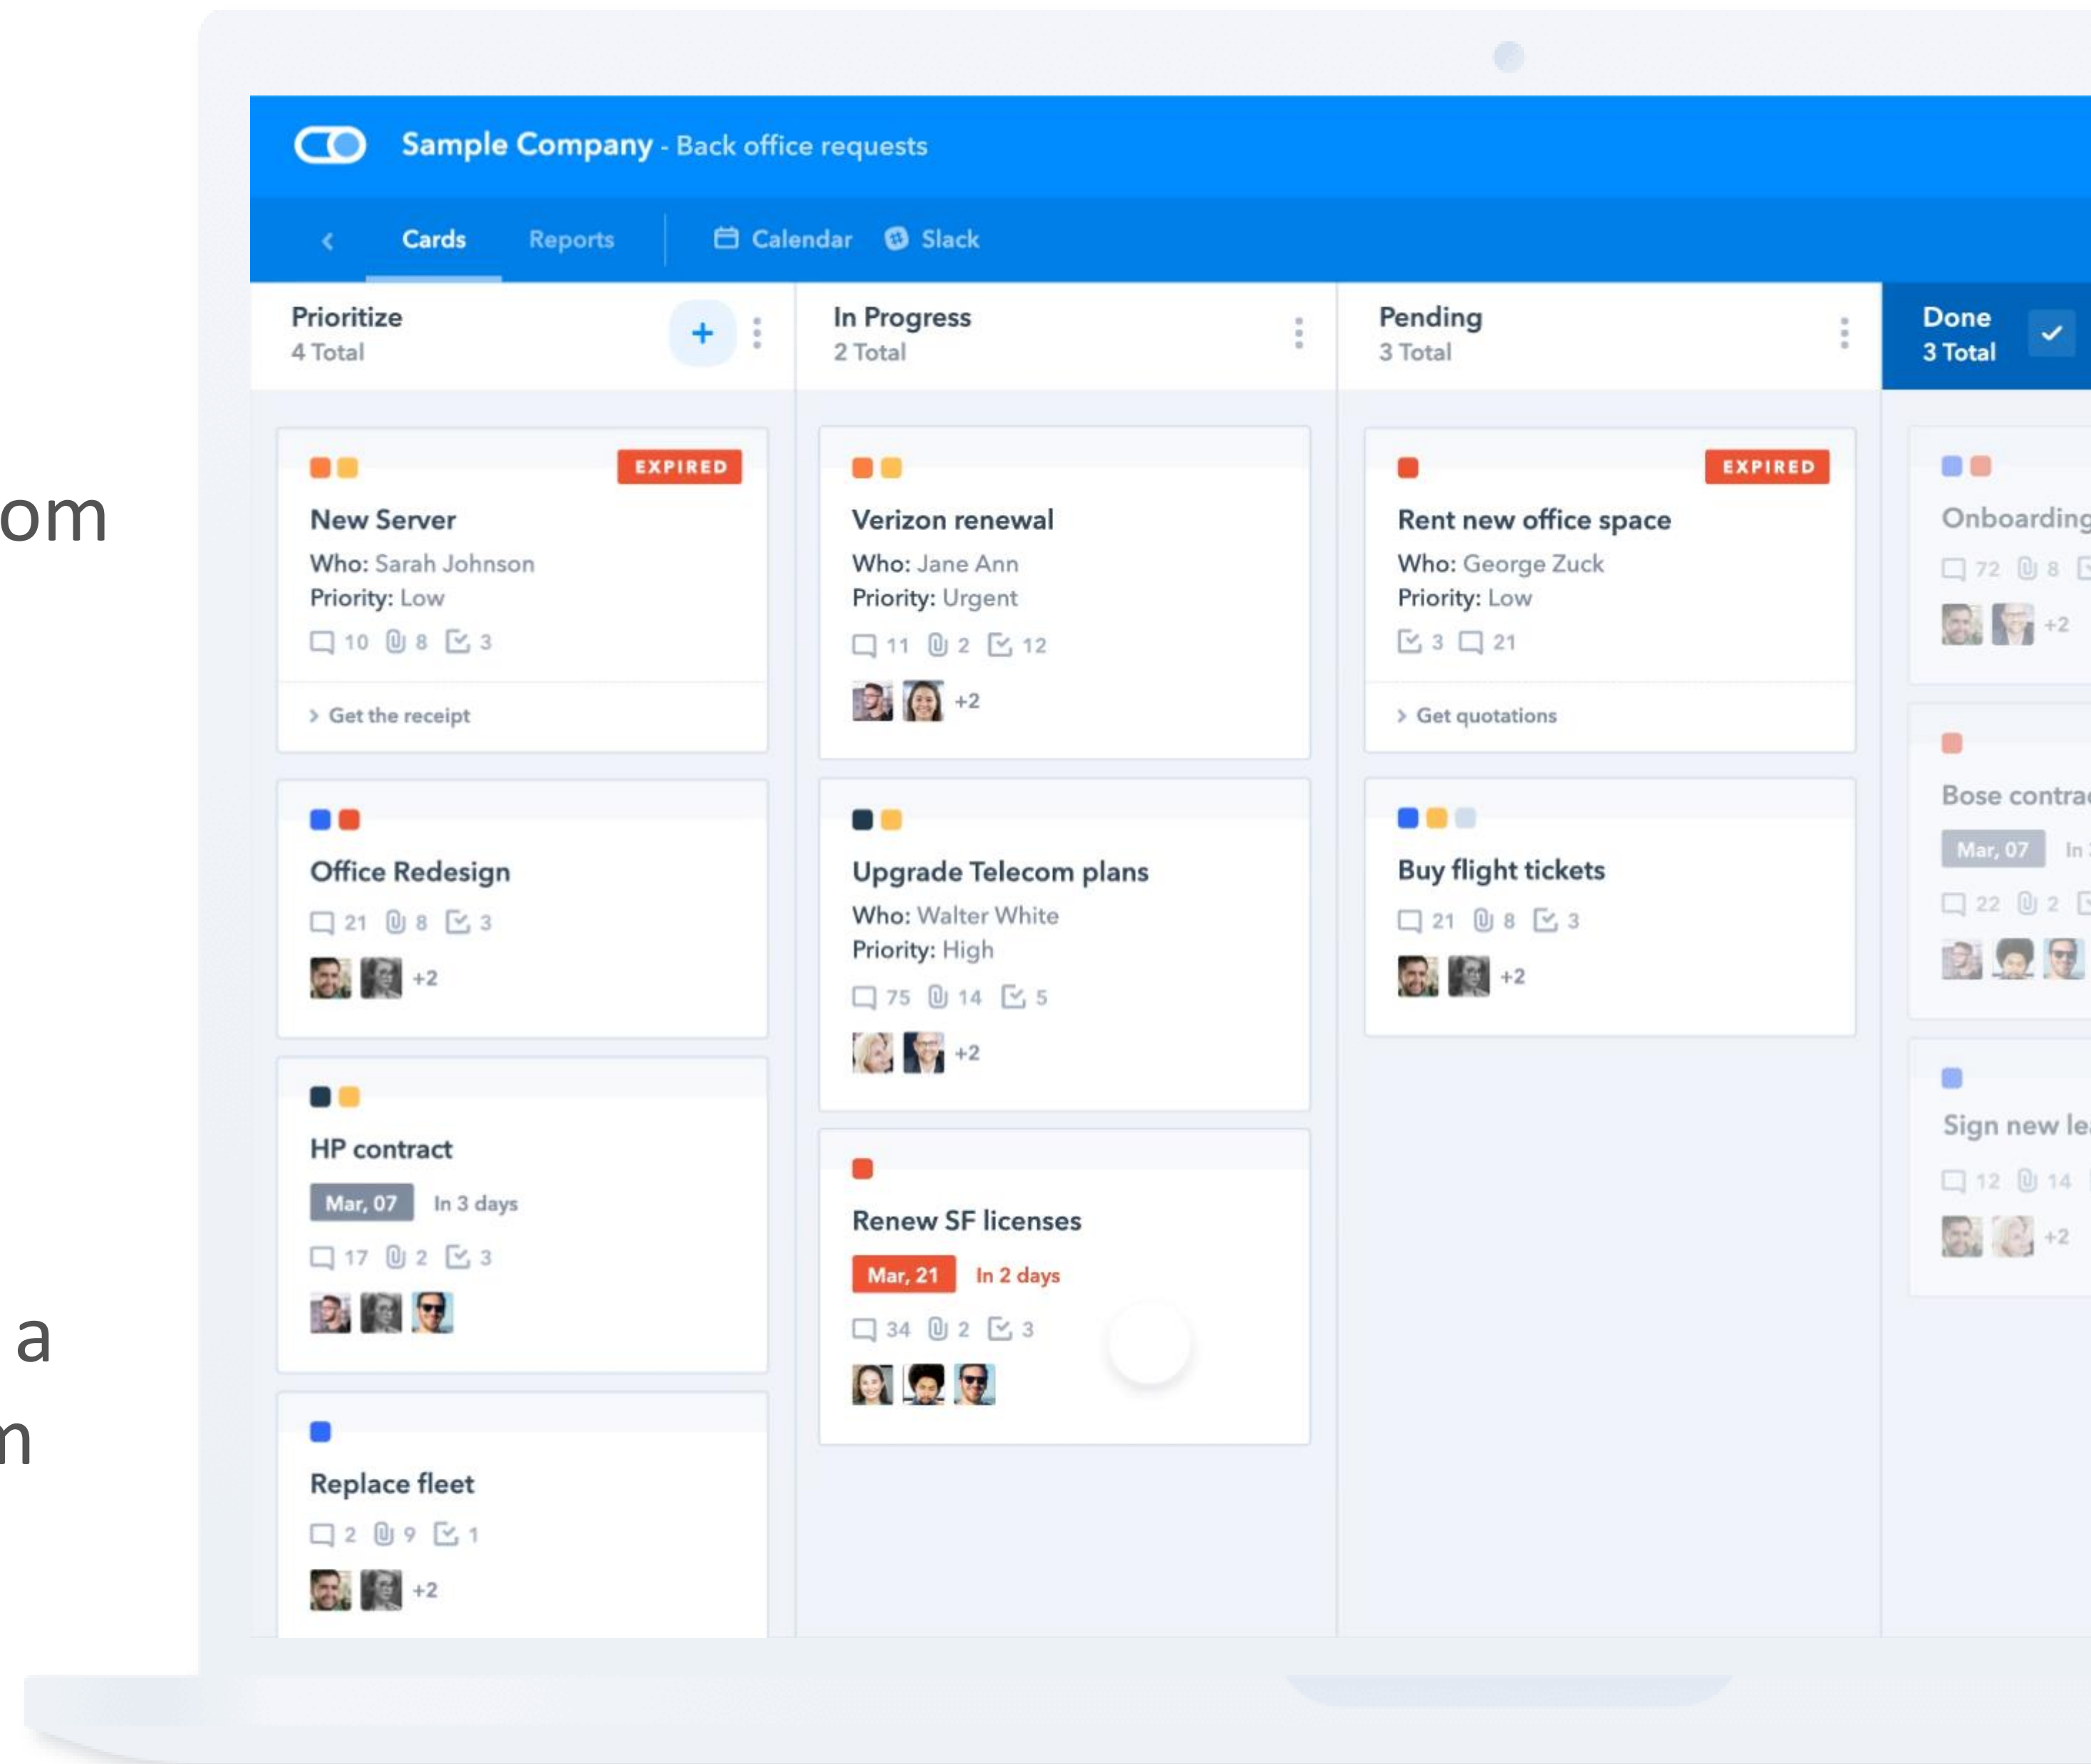 om
a
Sample Company - Back office requests
Cards Reports Calendar Slack
Prioritize
4 Total
+
New Server
EXPIRED
Who: Sarah Johnson
Priority: Low
10 8 3
> Get the receipt
Office Redesign
21 8 3
+2
HP contract
Mar, 07 In 3 days
17 2 3
Replace fleet
2 9 1
+2
In Progress
2 Total
Verizon renewal
Who: Jane Ann
Priority: Urgent
11 2 12
+2
Upgrade Telecom plans
Who: Walter White
Priority: High
75 14 5
+2
Renew SF licenses
Mar, 21 In 2 days
34 2 3
Pending
3 Total
EXPIRED
Rent new office space
Who: George Zuck
Priority: Low
3 21
> Get quotations
Buy flight tickets
21 8 3
+2
Done
3 Total
Onboarding
72 8
+2
Bose contrac
Mar, 07 In
22 2
Sign new lea
12 14
+2